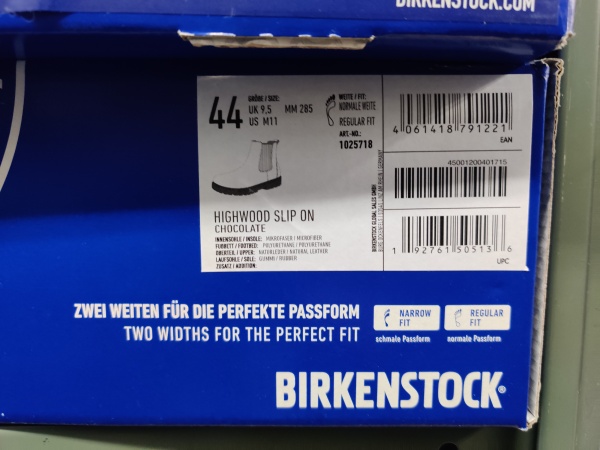 BIRKENSTOCK.COM
44
GRÖßE / SIZE:
UK 9,5 MM 285
US M11
WEITE / FIT:
NORMALE WEITE
REGULAR FIT
ART.-NO.:
1025718
4 061418 791221
EAN
45001200401715
1 92761 50513 6
UPC
HIGHWOOD SLIP ON
CHOCOLATE
INNENSOHLE / INSOLE: MIKROFASER / MICROFIBER
FUßBETT / FOOTBED: POLYURETHANE / POLYURETHANE
OBERTEIL / UPPER: NATURLEDER / NATURAL LEATHER
LAUFSOHLE / SOLE: GUMMI / RUBBER
ZUSATZ / ADDITION:
BIRKENSTOCK GLOBAL SALES GMBH
ZWEI WEITEN FÜR DIE PERFEKTE PASSFORM
TWO WIDTHS FOR THE PERFECT FIT
NARROW
FIT
schmale Passform
REGULAR
FIT
normale Passform
BIRKENSTOCK®